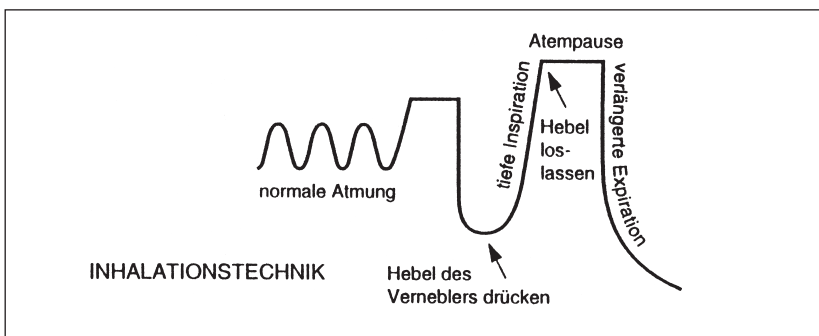 Atempause
tiefe Inspiration
verlängerte Expiration
Hebel
los-
lassen
normale Atmung
INHALATIONSTECHNIK
Hebel des
Verneblers drücken